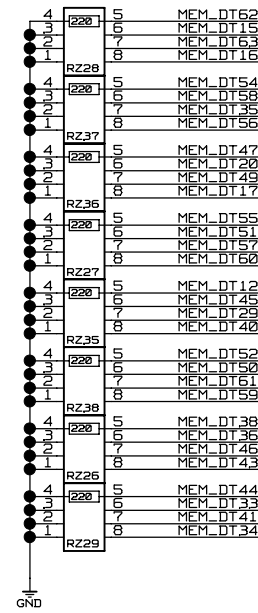 4 220 5 MEM_DT62
3 6 MEM_DT15
2 7 MEM_DT63
1 8 MEM_DT16
RZ28
4 220 5 MEM_DT54
3 6 MEM_DT58
2 7 MEM_DT35
1 8 MEM_DT56
RZ37
4 220 5 MEM_DT47
3 6 MEM_DT20
2 7 MEM_DT49
1 8 MEM_DT17
RZ36
4 220 5 MEM_DT55
3 6 MEM_DT51
2 7 MEM_DT57
1 8 MEM_DT60
RZ27
4 220 5 MEM_DT12
3 6 MEM_DT45
2 7 MEM_DT29
1 8 MEM_DT40
RZ35
4 220 5 MEM_DT52
3 6 MEM_DT50
2 7 MEM_DT61
1 8 MEM_DT59
RZ38
4 220 5 MEM_DT38
3 6 MEM_DT36
2 7 MEM_DT46
1 8 MEM_DT43
RZ26
4 220 5 MEM_DT44
3 6 MEM_DT33
2 7 MEM_DT41
1 8 MEM_DT34
RZ29
GND